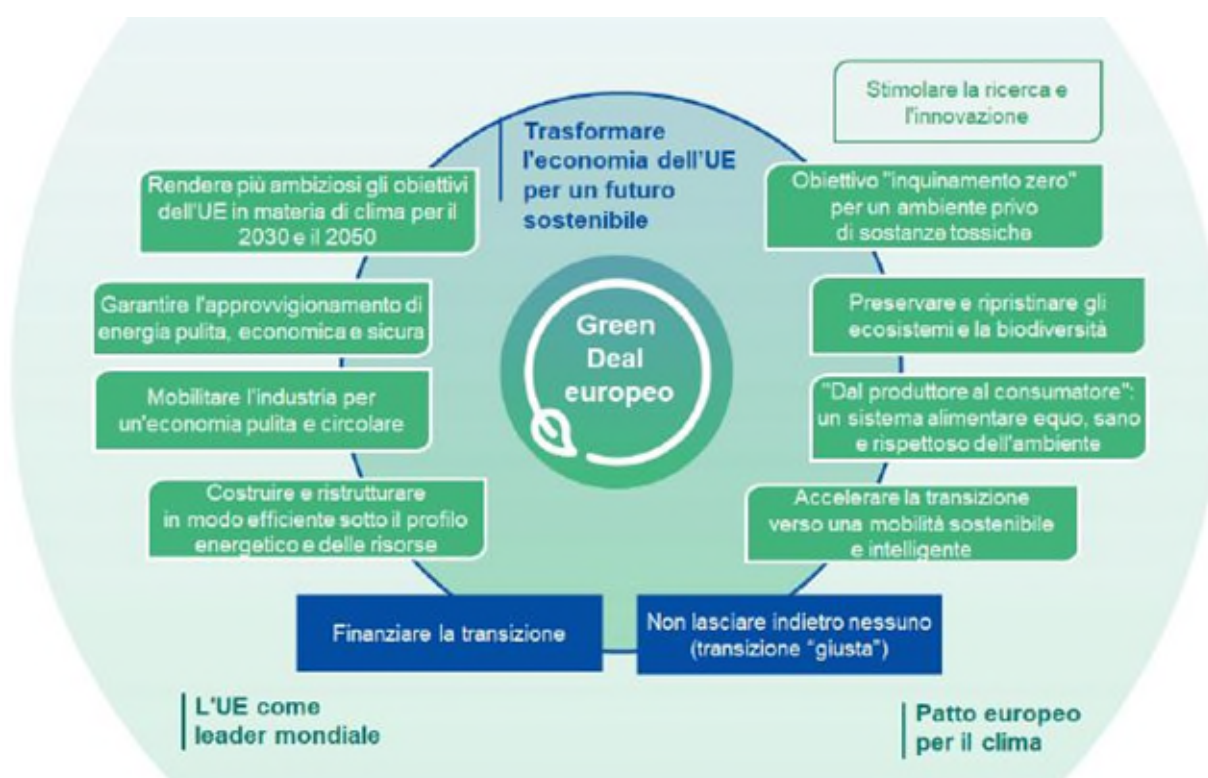 Stimolare la ricerca e
l'innovazione
Trasformare
l'economia dell'UE
per un futuro
sostenibile
Rendere più ambiziosi gli obiettivi
dell'UE in materia di clima per il
2030 e il 2050
Obiettivo "inquinamento zero"
per un ambiente privo
di sostanze tossiche
Garantire l'approvvigionamento di
energia pulita, economica e sicura
Preservare e ripristinare gli
ecosistemi e la biodiversità
Green
Deal
europeo
Mobilitare l'industria per
un'economia pulita e circolare
"Dal produttore al consumatore":
un sistema alimentare equo, sano
e rispettoso dell'ambiente
Costruire e ristrutturare
in modo efficiente sotto il profilo
energetico e delle risorse
Accelerare la transizione
verso una mobilità sostenibile
e intelligente
Finanziare la transizione
Non lasciare indietro nessuno
(transizione “giusta”)
L'UE come
leader mondiale
Patto europeo
per il clima